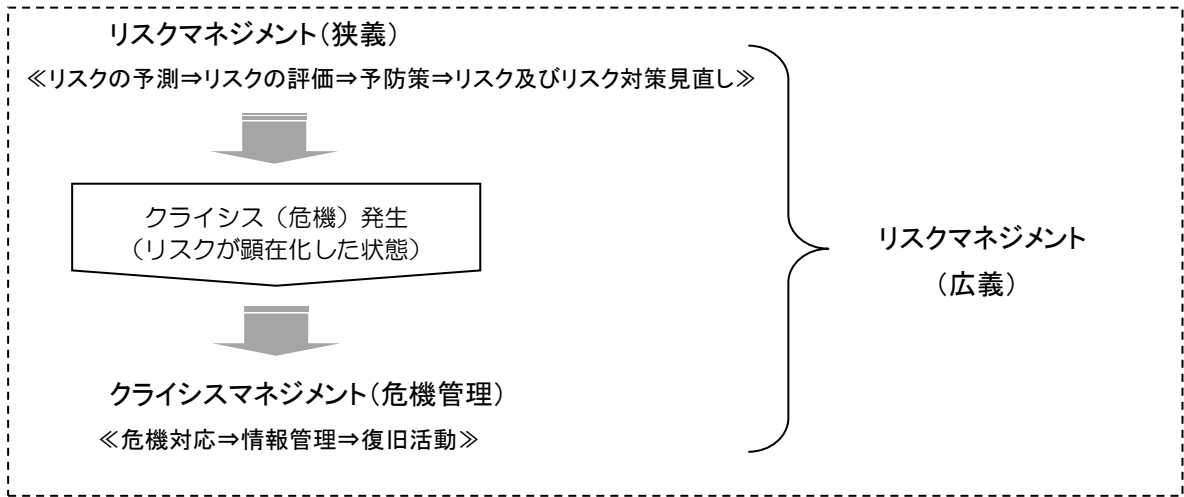 リスクマネジメント（狭義）
≪リスクの予測⇒リスクの評価⇒予防策⇒リスク及びリスク対策見直し≫
クライシス（危機）発生
（リスクが顕在化した状態）
クライシスマネジメント（危機管理）
≪危機対応⇒情報管理⇒復旧活動≫
リスクマネジメント
（広義）